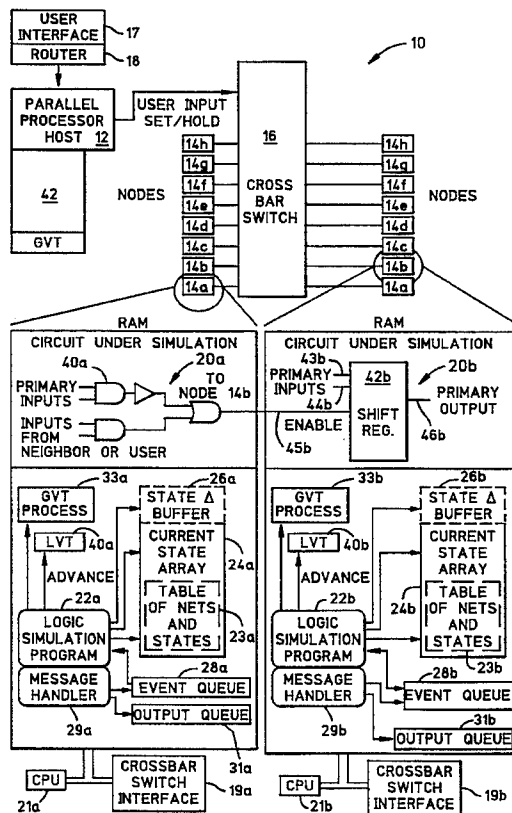 USER
INTERFACE
17
ROUTER
18
10
PARALLEL
PROCESSOR
HOST 12
USER INPUT
SET/HOLD
16
CROSS
BAR
SWITCH
42
GVT
NODES
14h
14g
14f
14e
14d
14c
14b
14a
14h
14g
14f
14e
14d
14c
14b
14a
NODES
RAM
CIRCUIT UNDER SIMULATION
40a
20a
PRIMARY
INPUTS
TO
NODE
14b
INPUTS
FROM
NEIGHBOR OR USER
33a
GVT
PROCESS
26a
STATE Δ
BUFFER
LVT
40a
ADVANCE
CURRENT
STATE
ARRAY
24a
22a
LOGIC
SIMULATION
PROGRAM
TABLE
OF NETS
AND
STATES
23a
MESSAGE
HANDLER
29a
28a
EVENT QUEUE
OUTPUT QUEUE
31a
CPU
21a
CROSSBAR
SWITCH
INTERFACE
19a
RAM
CIRCUIT UNDER SIMULATION
43b
PRIMARY
INPUTS
44b
42b
SHIFT
REG.
20b
PRIMARY
OUTPUT
46b
ENABLE
45b
33b
GVT
PROCESS
26b
STATE Δ
BUFFER
LVT
40b
ADVANCE
CURRENT
STATE
ARRAY
24b
22b
LOGIC
SIMULATION
PROGRAM
TABLE
OF NETS
AND
STATES
23b
MESSAGE
HANDLER
29b
28b
EVENT QUEUE
31b
OUTPUT QUEUE
CPU
21b
CROSSBAR
SWITCH
INTERFACE
19b